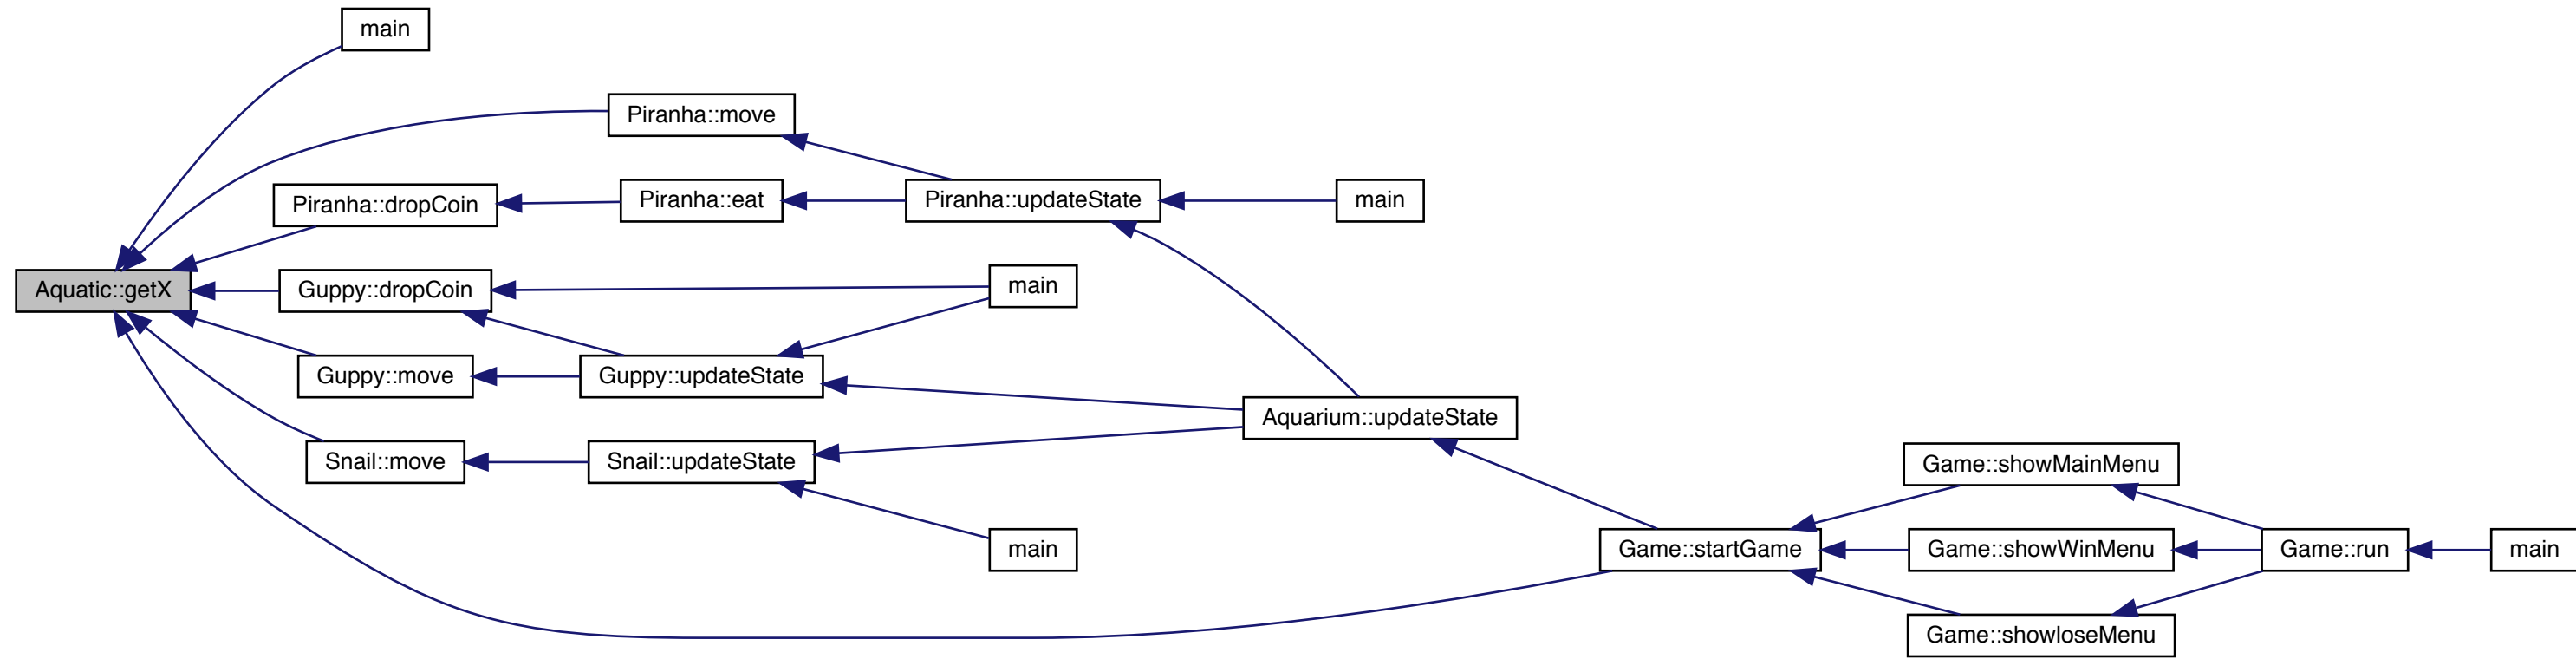 main
Piranha::move
Piranha::dropCoin
Piranha::eat
Piranha::updateState
main
Aquatic::getX
Guppy::dropCoin
main
Guppy::move
Guppy::updateState
Aquarium::updateState
Snail::move
Snail::updateState
main
Game::showMainMenu
Game::startGame
Game::showWinMenu
Game::run
main
Game::showloseMenu